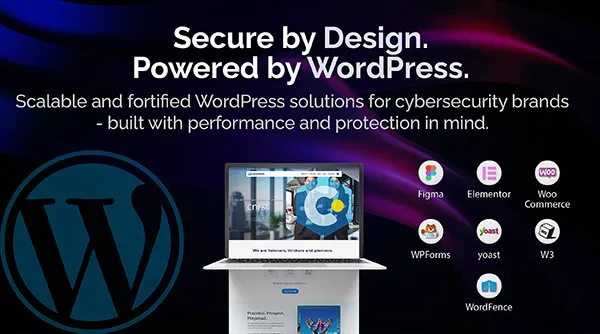 Secure by Design.
Powered by WordPress.
Scalable and fortified WordPress solutions for cybersecurity brands
- built with performance and protection in mind.
Figma
Elementor
Woo
Commerce
WPForms
yoast
yoast
W3
WordFence
We are listeners, thinkers and planners.